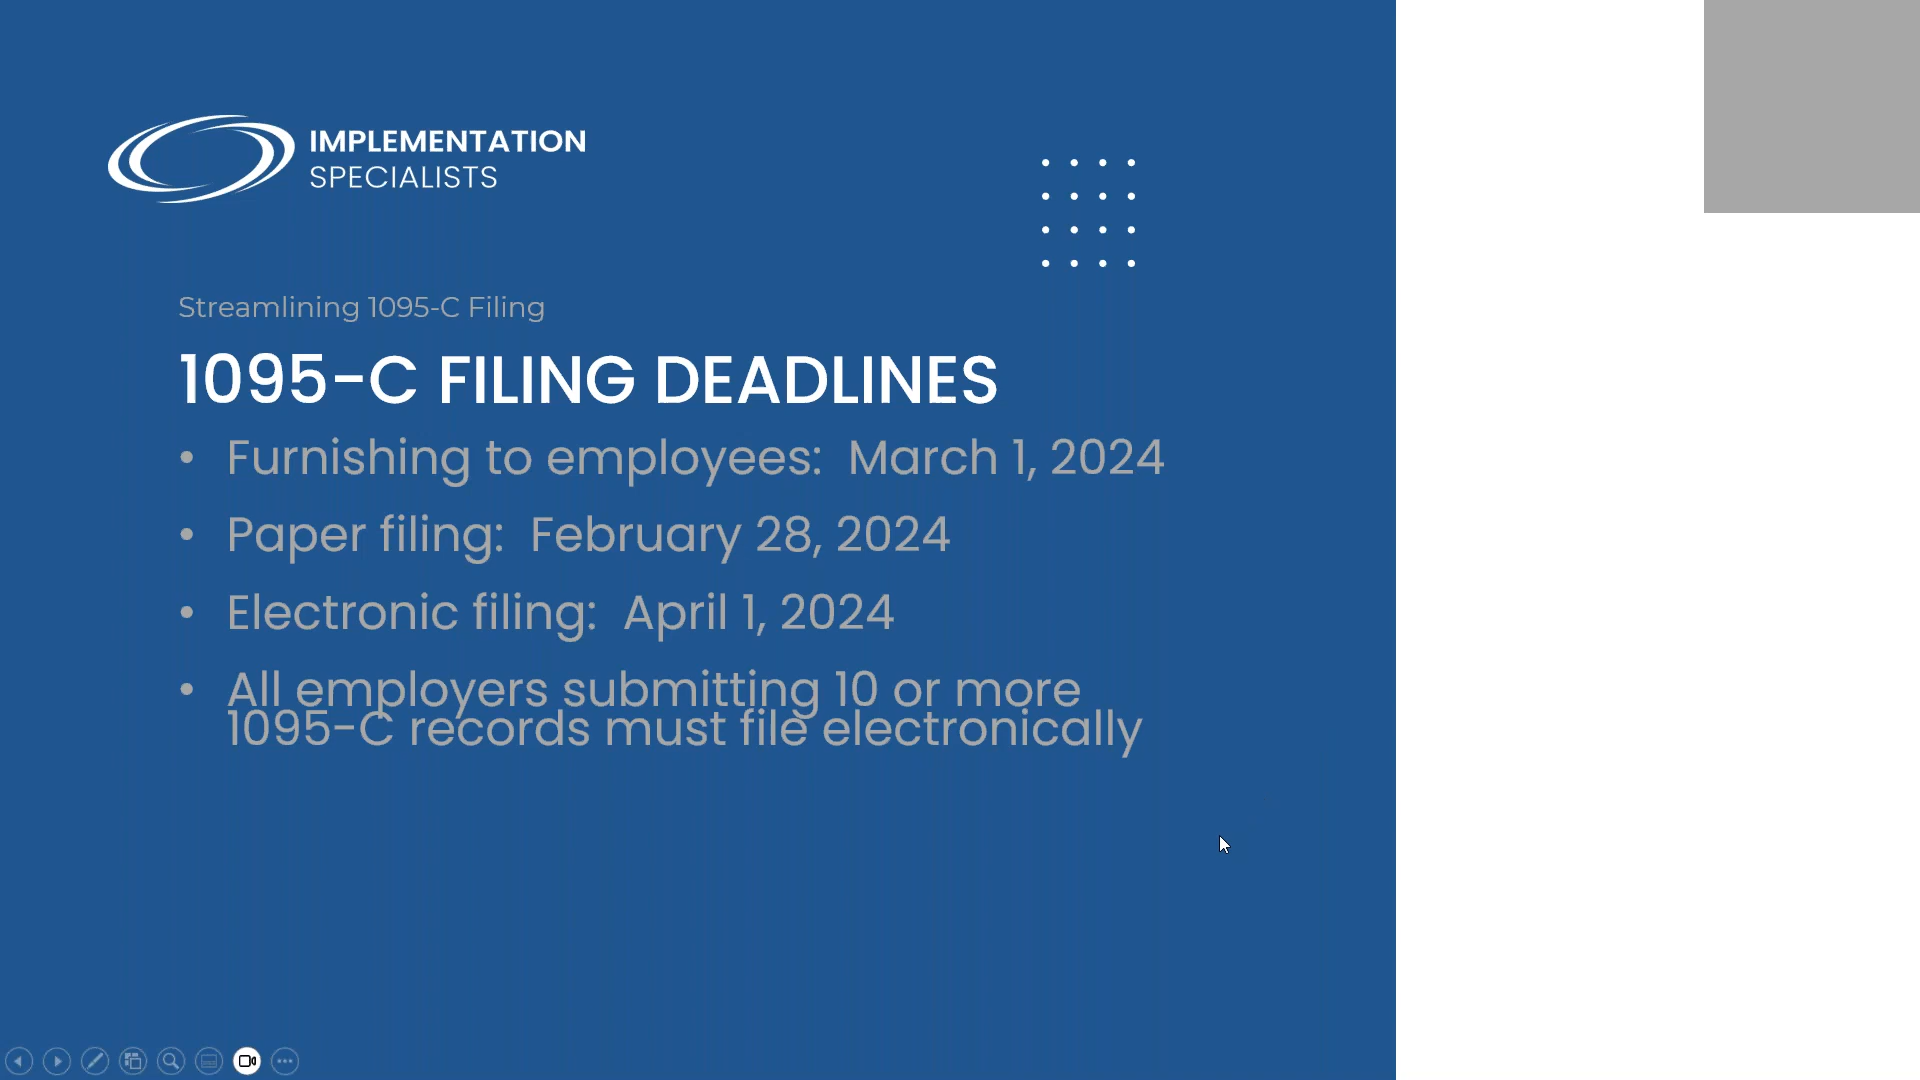 IMPLEMENTATION
SPECIALISTS
Streamlining 1095-C Filing
1095-C FILING DEADLINES
• Furnishing to employees:  March 1, 2024
• Paper filing:  February 28, 2024
• Electronic filing:  April 1, 2024
• All employers submitting 10 or more
1095-C records must file electronically